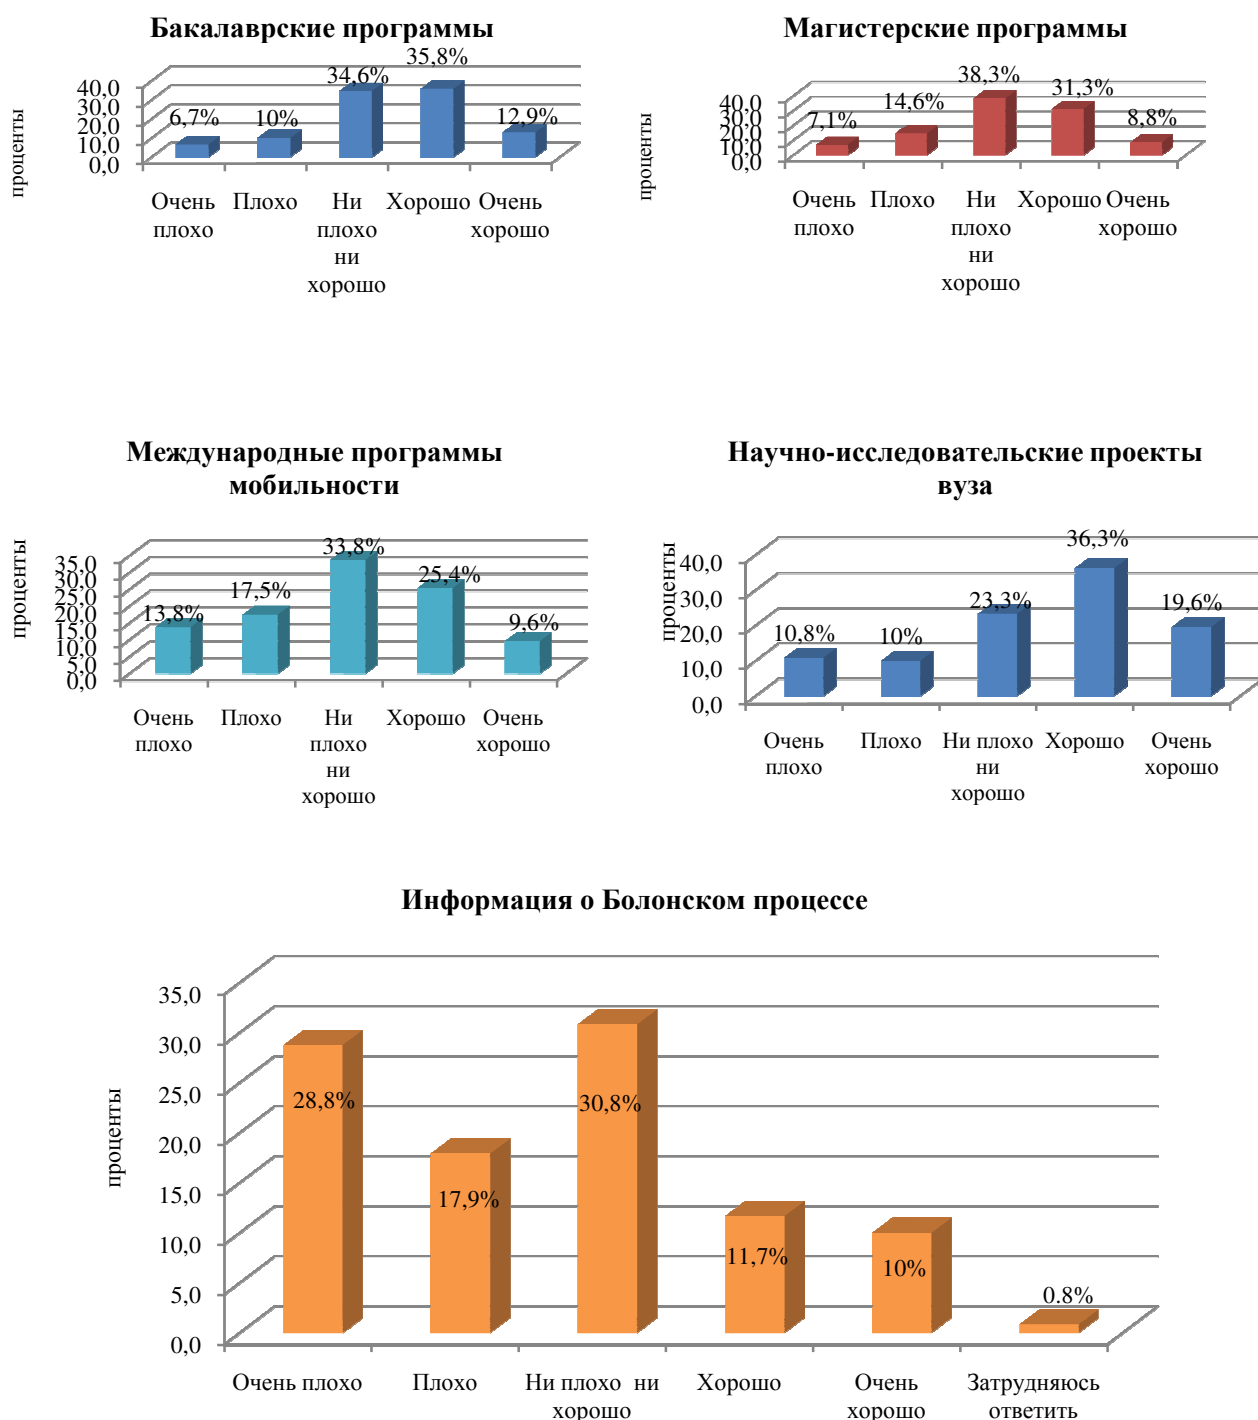 Бакалаврские программы
проценты
40,0
30,0
20,0
10,0
0,0
6,7%
10%
34,6%
35,8%
12,9%
Очень плохо
Плохо
Ни плохо ни хорошо
Хорошо
Очень хорошо
Магистерские программы
проценты
40,0
30,0
20,0
10,0
0,0
7,1%
14,6%
38,3%
31,3%
8,8%
Очень плохо
Плохо
Ни плохо ни хорошо
Хорошо
Очень хорошо
Международные программы
мобильности
проценты
35,0
30,0
25,0
20,0
15,0
10,0
5,0
0,0
13,8%
17,5%
33,8%
25,4%
9,6%
Очень плохо
Плохо
Ни плохо ни хорошо
Хорошо
Очень хорошо
Научно-исследовательские проекты
вуза
проценты
40,0
30,0
20,0
10,0
0,0
10,8%
10%
23,3%
36,3%
19,6%
Очень плохо
Плохо
Ни плохо ни хорошо
Хорошо
Очень хорошо
Информация о Болонском процессе
проценты
35,0
30,0
25,0
20,0
15,0
10,0
5,0
0,0
28,8%
17,9%
30,8%
11,7%
10%
0.8%
Очень плохо
Плохо
Ни плохо ни хорошо
Хорошо
Очень хорошо
Затрудняюсь ответить